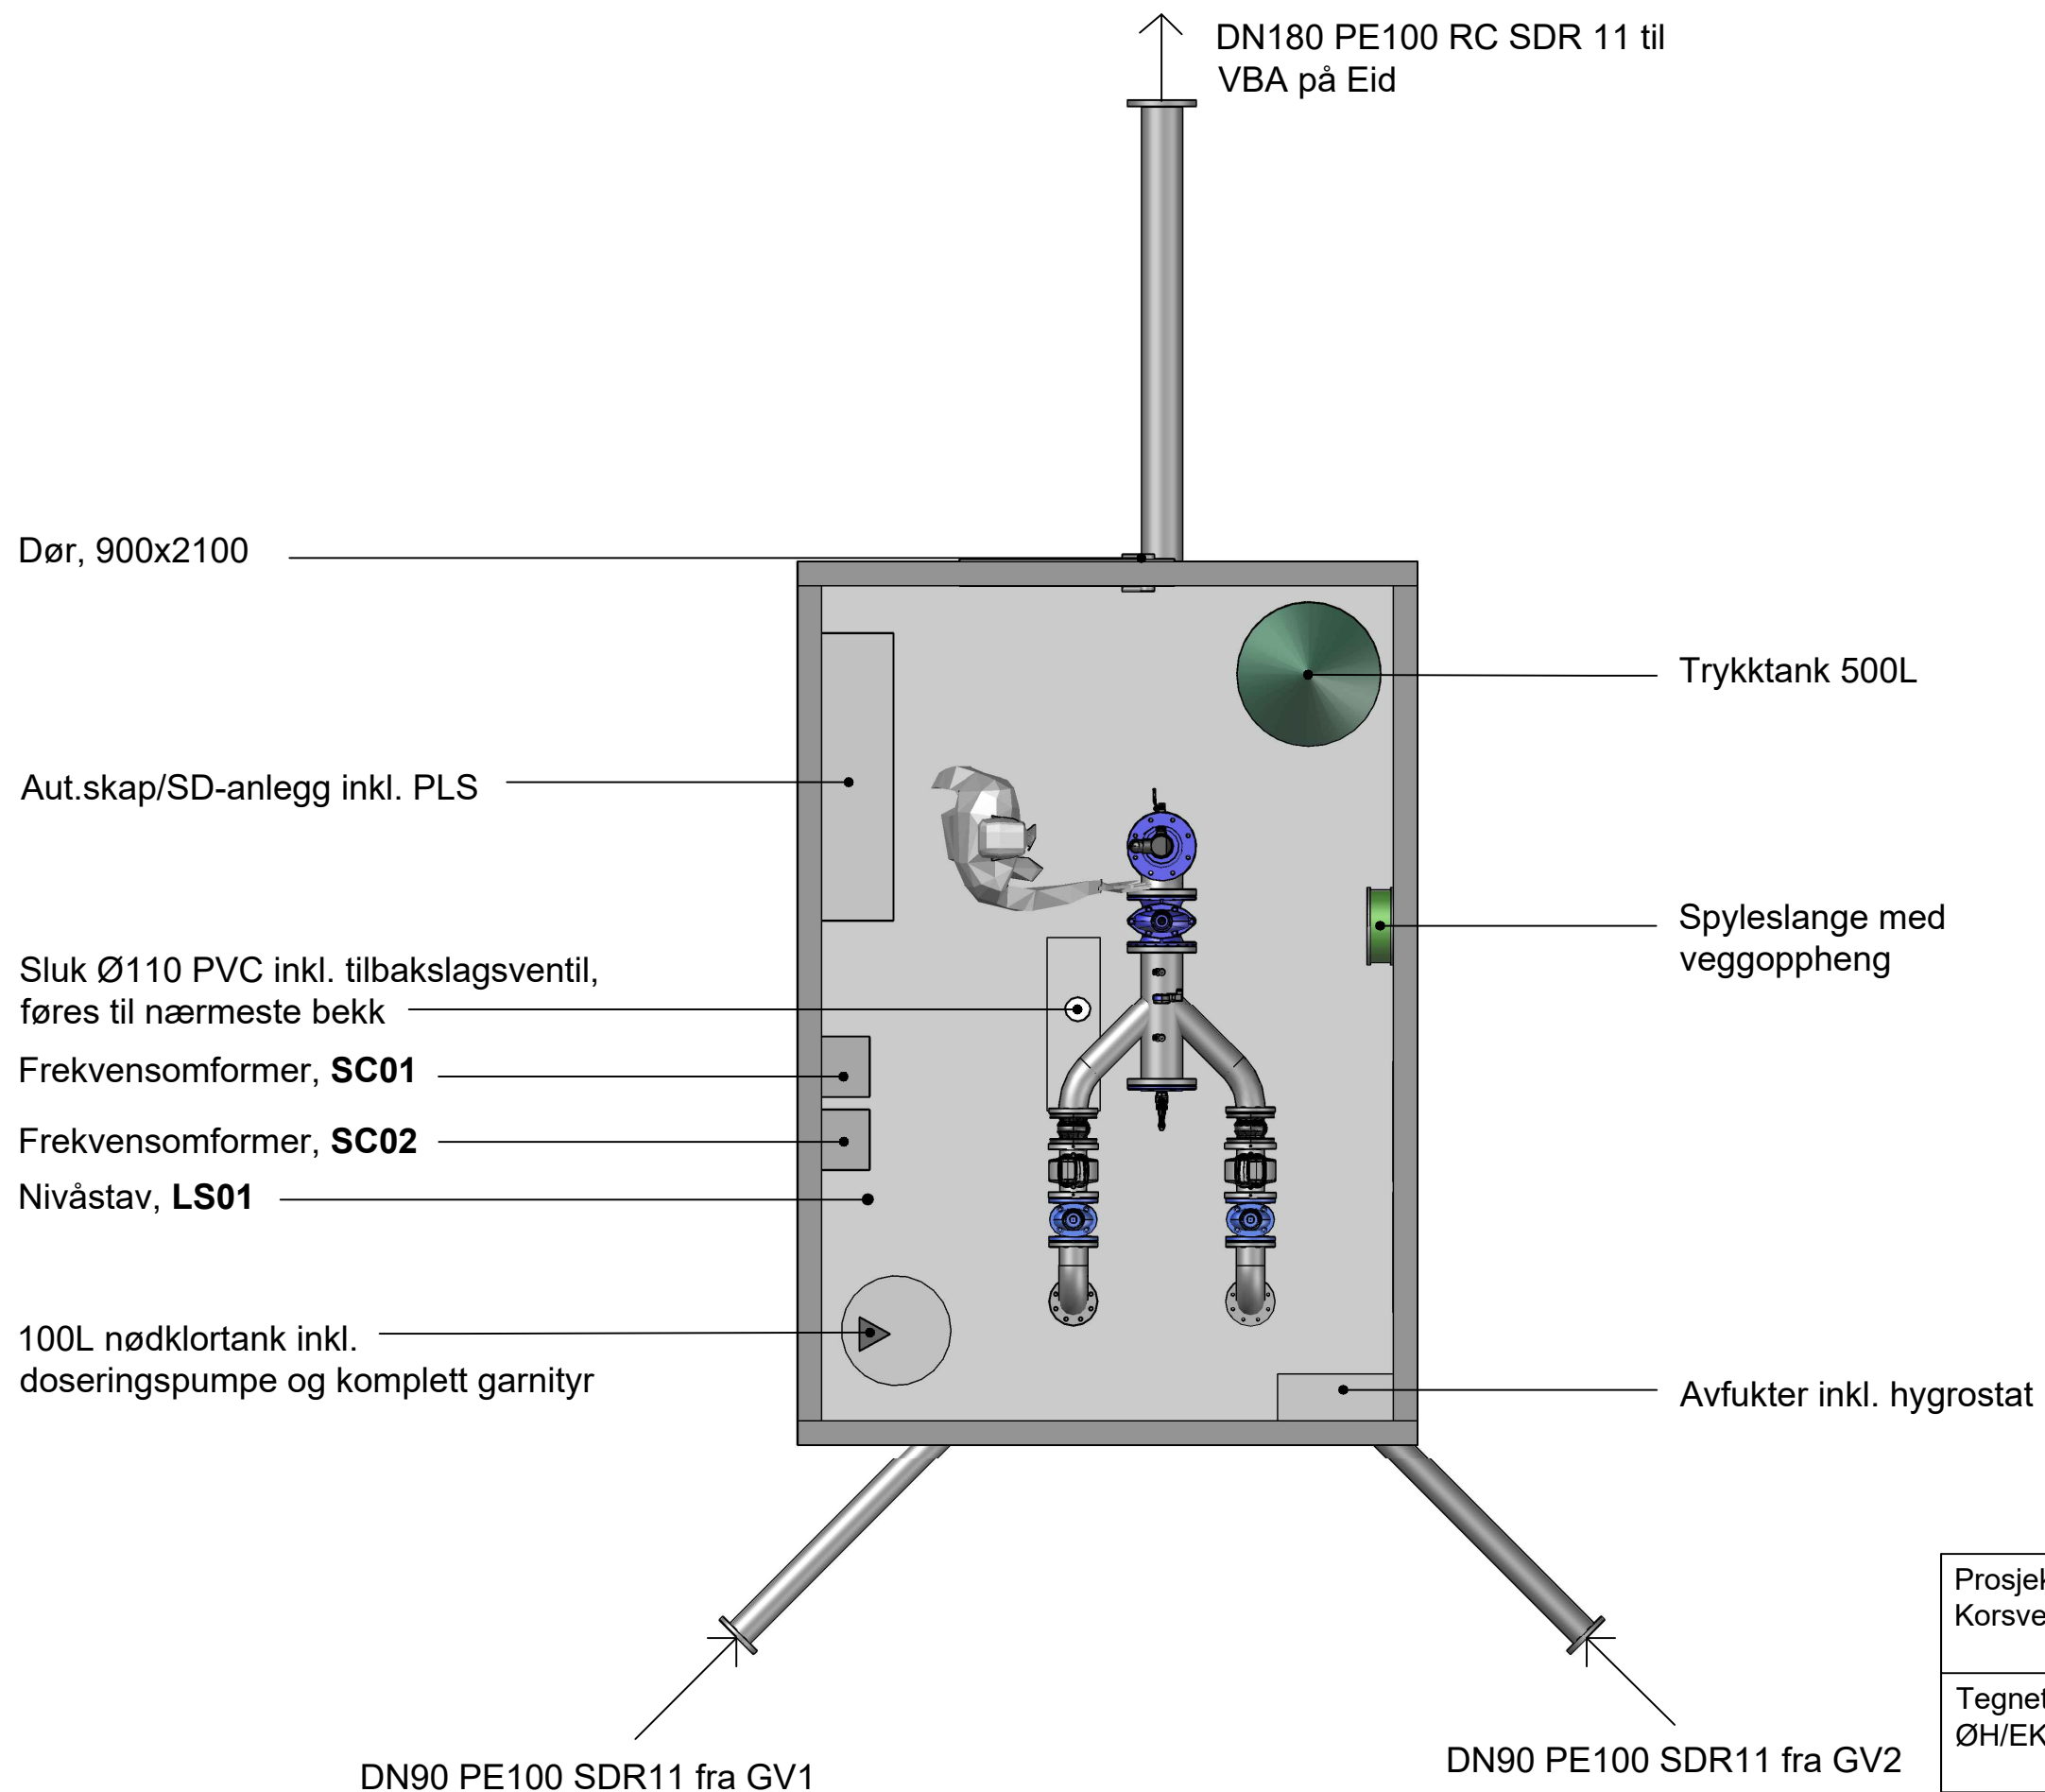 DN180 PE100 RC SDR 11 til
VBA på Eid
Dør, 900x2100
Trykktank 500L
Aut.skap/SD-anlegg inkl. PLS
Spyleslange med
veggoppheng
Sluk Ø110 PVC inkl. tilbakslagsventil,
føres til nærmeste bekk
Frekvensomformer, SC01
Frekvensomformer, SC02
Nivåstav, LS01
100L nødklortank inkl.
doseringspumpe og komplett garnityr
Avfukter inkl. hygrostat
DN90 PE100 SDR11 fra GV1
DN90 PE100 SDR11 fra GV2
Tegnet
ØH/EK